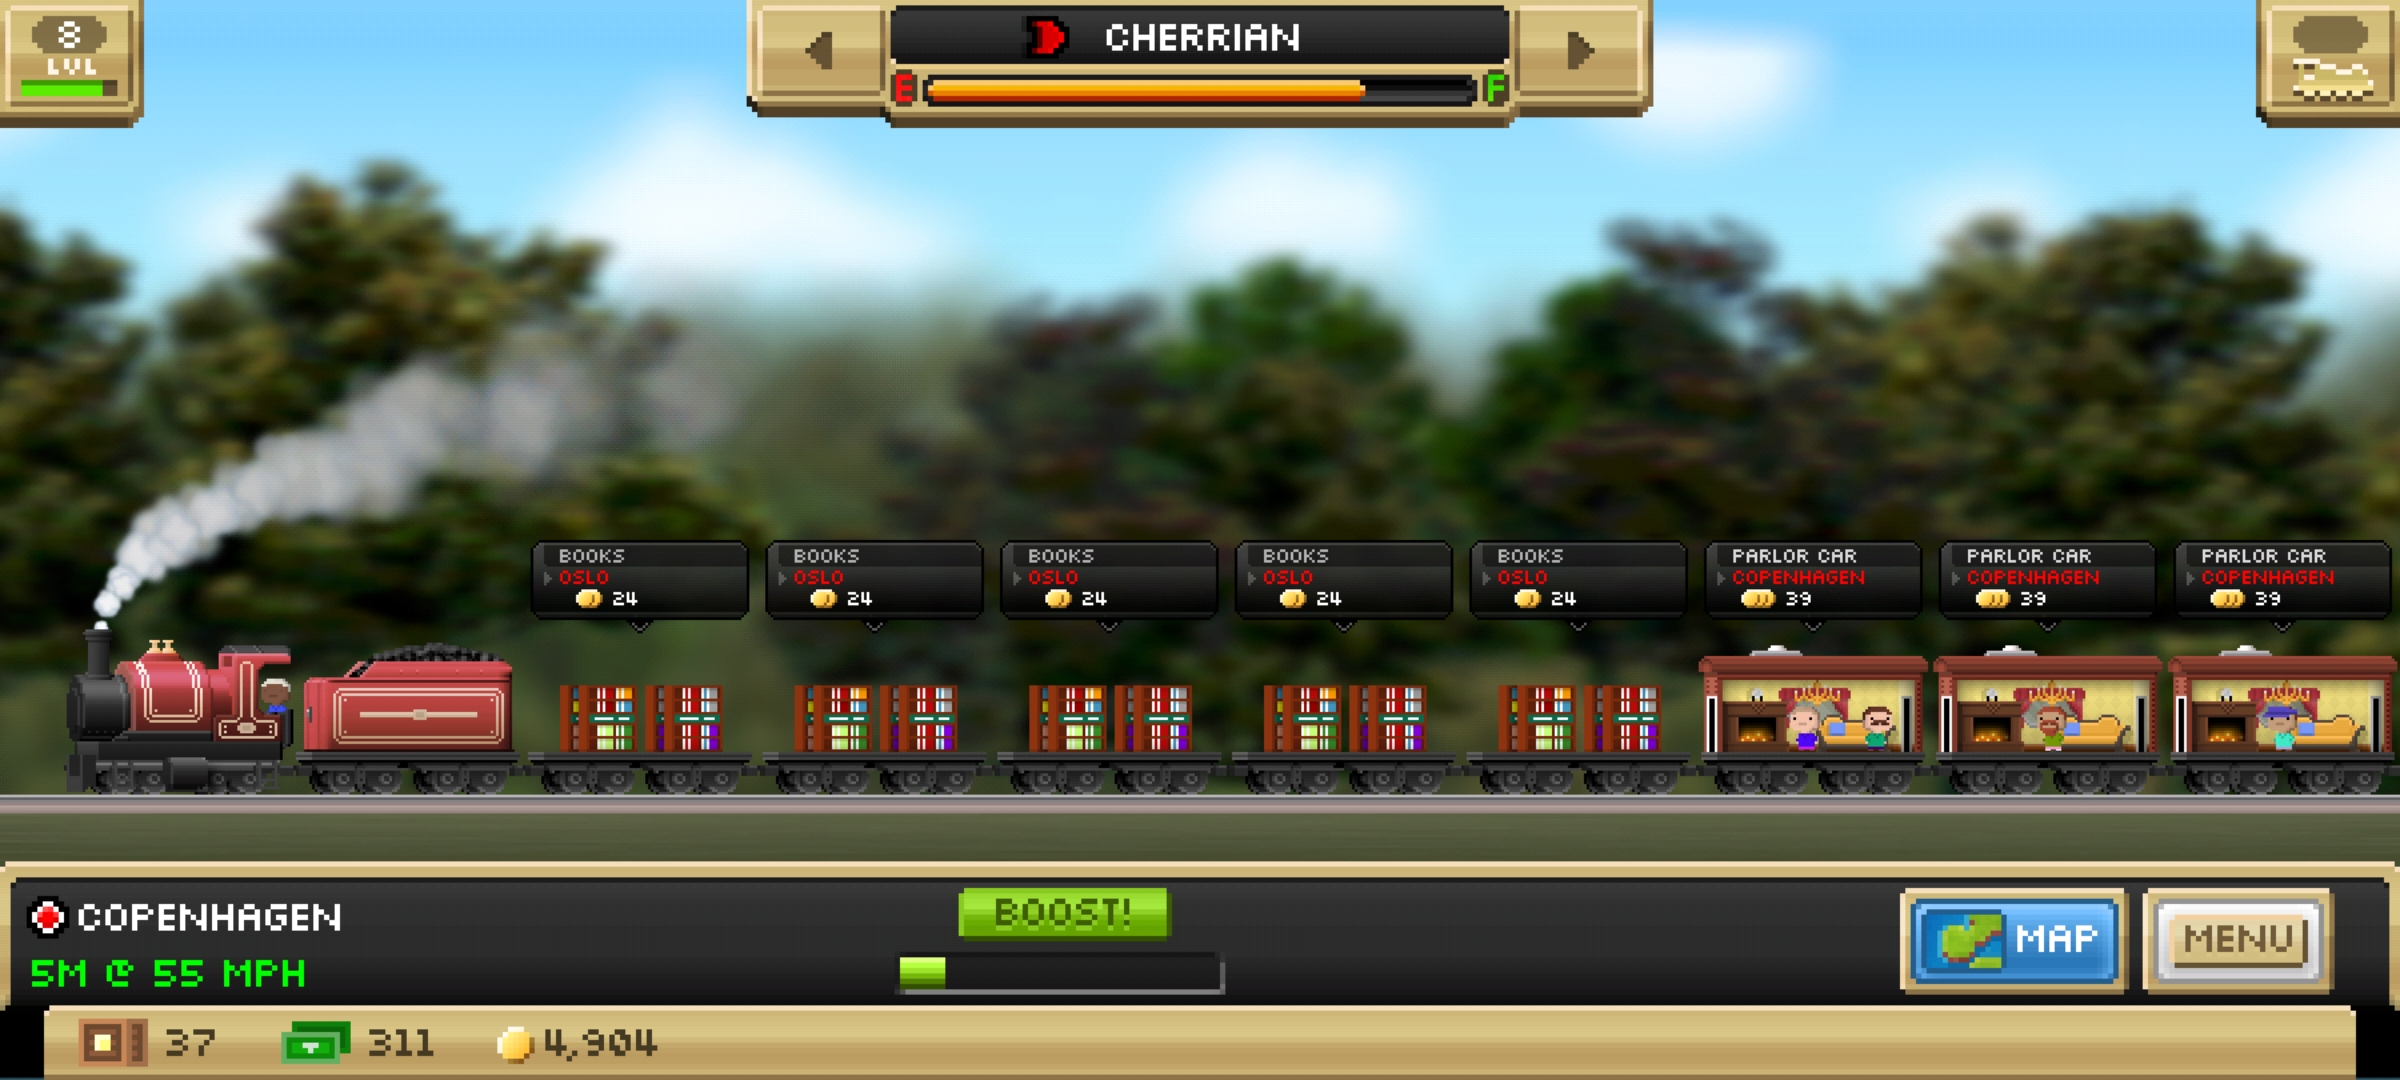 8
LVL
CHERRIAN
E F
BOOKS
OSLO
24
BOOKS
OSLO
24
BOOKS
OSLO
24
BOOKS
OSLO
24
BOOKS
OSLO
24
PARLOR CAR
COPENHAGEN
39
PARLOR CAR
COPENHAGEN
39
PARLOR CAR
COPENHAGEN
39
COPENHAGEN
5M @ 55 MPH
BOOST!
MAP
MENU
37
311
4,904